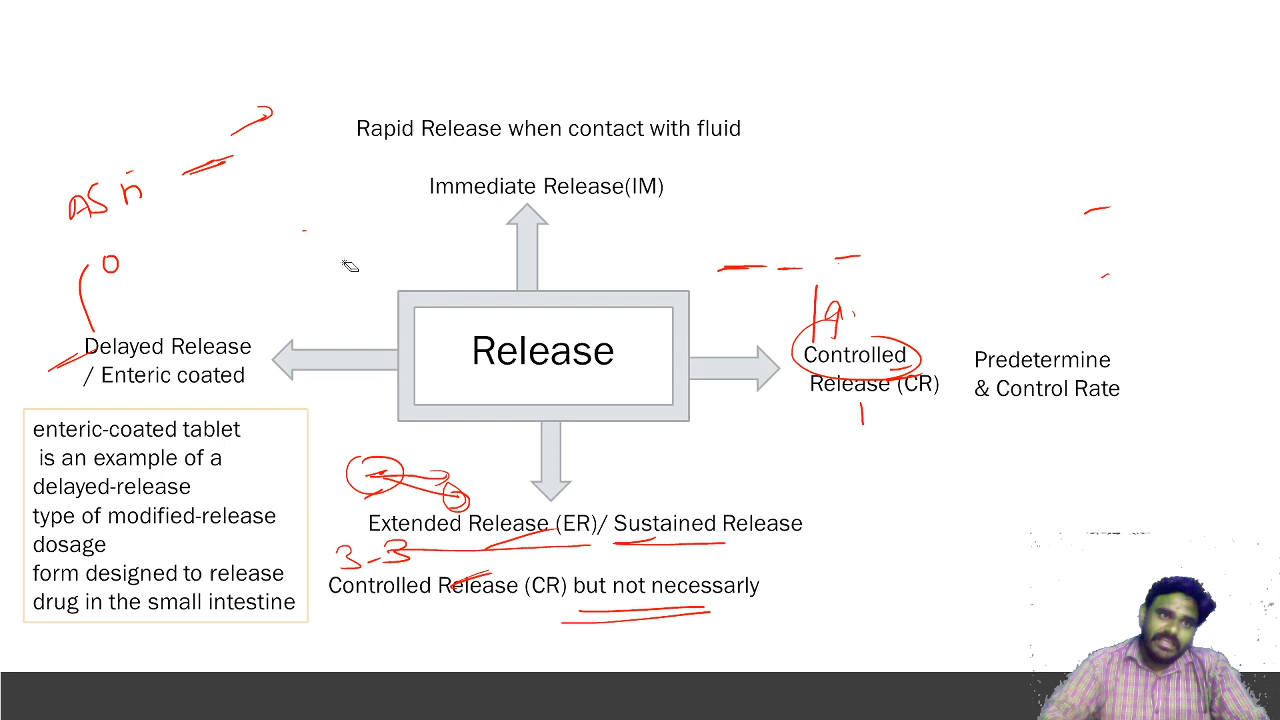 Rapid Release when contact with fluid
Immediate Release(IM)
Release
Delayed Release
/ Enteric coated
Controlled
Release (CR)
Predetermine
& Control Rate
enteric-coated tablet
is an example of a
delayed-release
type of modified-release
dosage
form designed to release
drug in the small intestine
Extended Release (ER)/ Sustained Release
3-3
Controlled Release (CR) but not necessarly